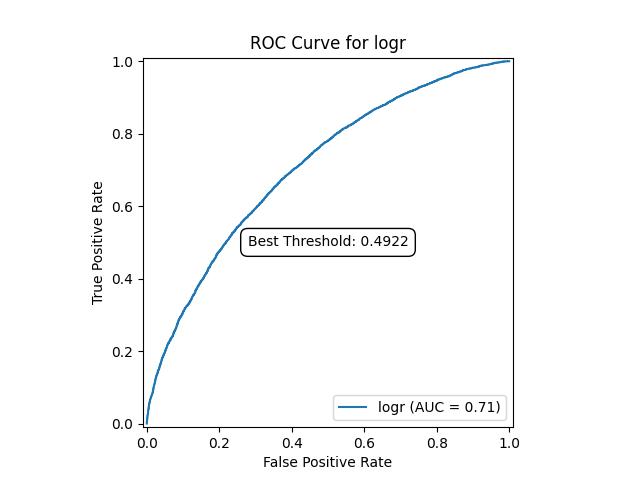 ROC Curve for logr
1.0
0.8
0.6
0.4
0.2
0.0
True Positive Rate
Best Threshold: 0.4922
logr (AUC = 0.71)
0.0 0.2 0.4 0.6 0.8 1.0
False Positive Rate